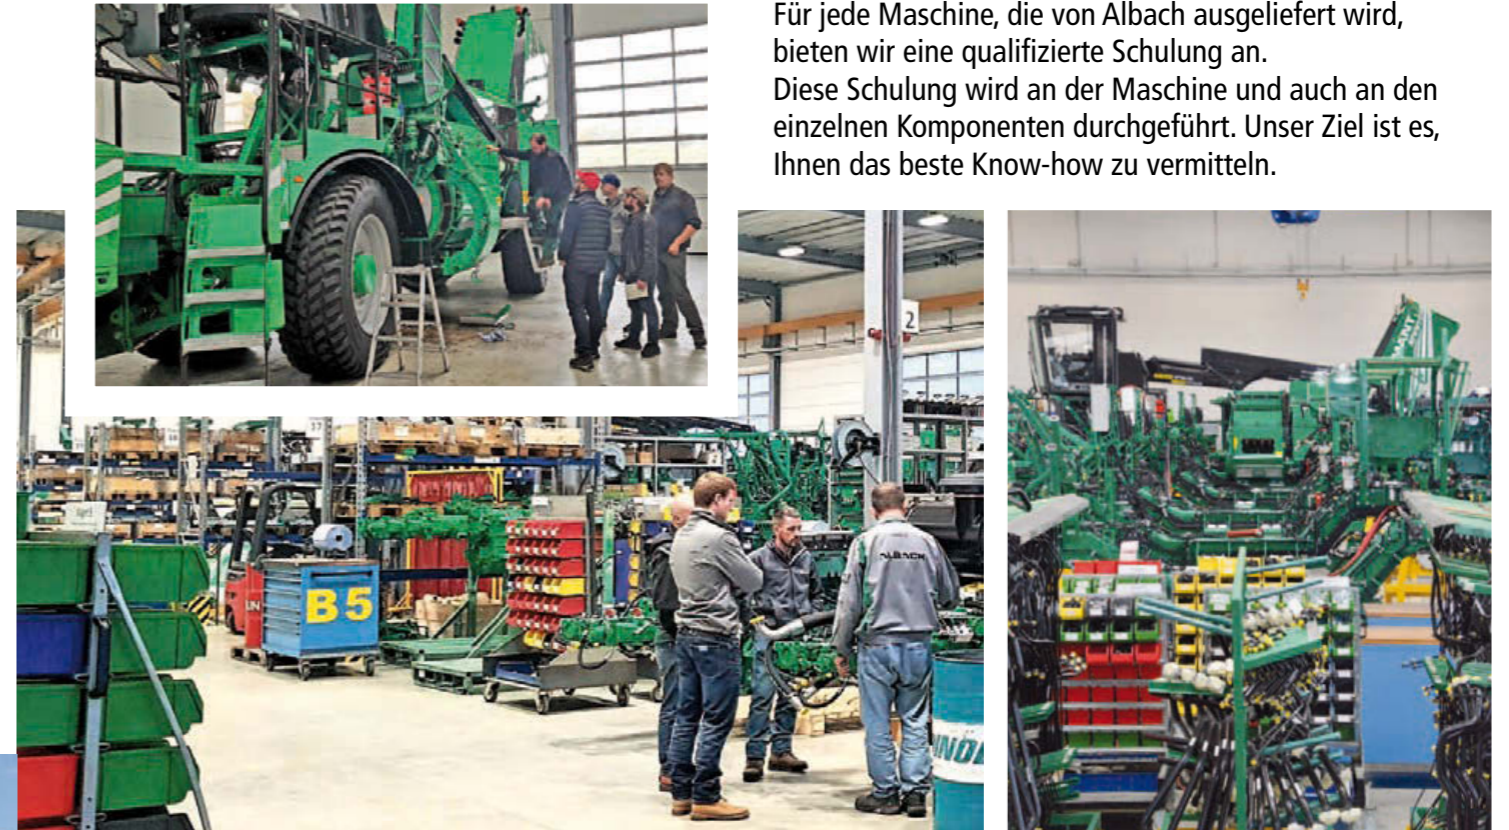 Für jede Maschine, die von Albach ausgeliefert wird,
bieten wir eine qualifizierte Schulung an.
Diese Schulung wird an der Maschine und auch an den
einzelnen Komponenten durchgeführt. Unser Ziel ist es,
Ihnen das beste Know-how zu vermitteln.
2
37
B5
ALBACH